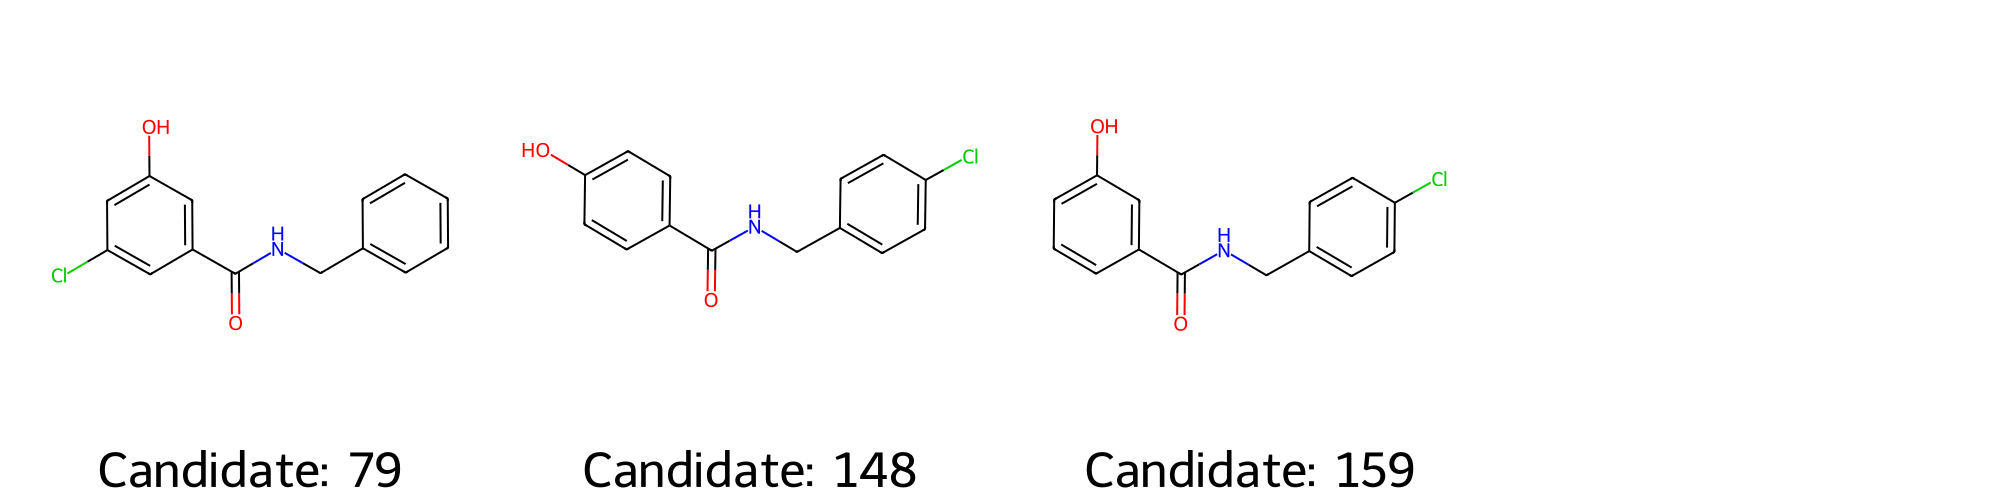 OH
Cl
H
N
O
Candidate: 79
HO
Cl
H
N
O
Candidate: 148
OH
Cl
H
N
O
Candidate: 159